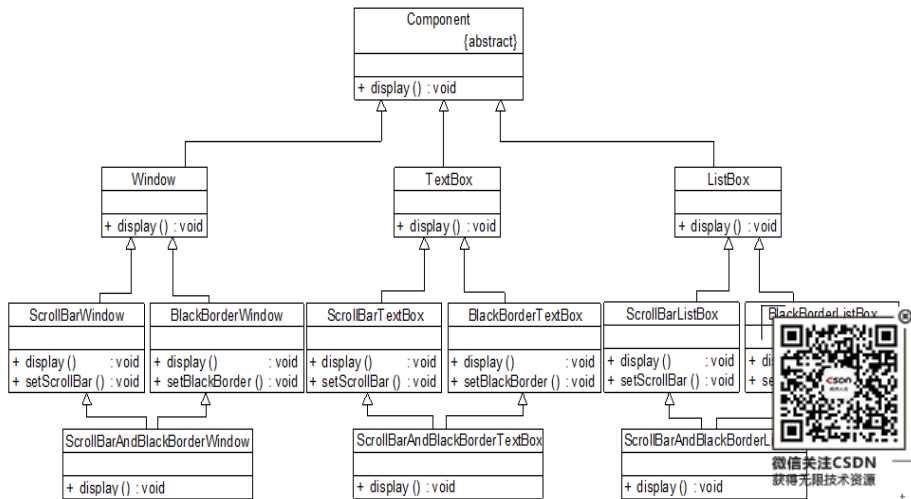 Component
{abstract}
+ display () : void
Window
+ display () : void
TextBox
+ display () : void
ListBox
+ display () : void
ScrollBarWindow
+ display () : void
+ setScrollBar () : void
BlackBorderWindow
+ display () : void
+ setBlackBorder () : void
ScrollBarTextBox
+ display () : void
+ setScrollBar () : void
BlackBorderTextBox
+ display () : void
+ setBlackBorder () : void
ScrollBarListBox
+ display () : void
+ setScrollBar () : void
BlackBorderListBox
ScrollBarAndBlackBorderWindow
+ display () : void
ScrollBarAndBlackBorderTextBox
+ display () : void
ScrollBarAndBlackBorderLi
+ display () : void
CSDN
微信关注CSDN
获得无限技术资源